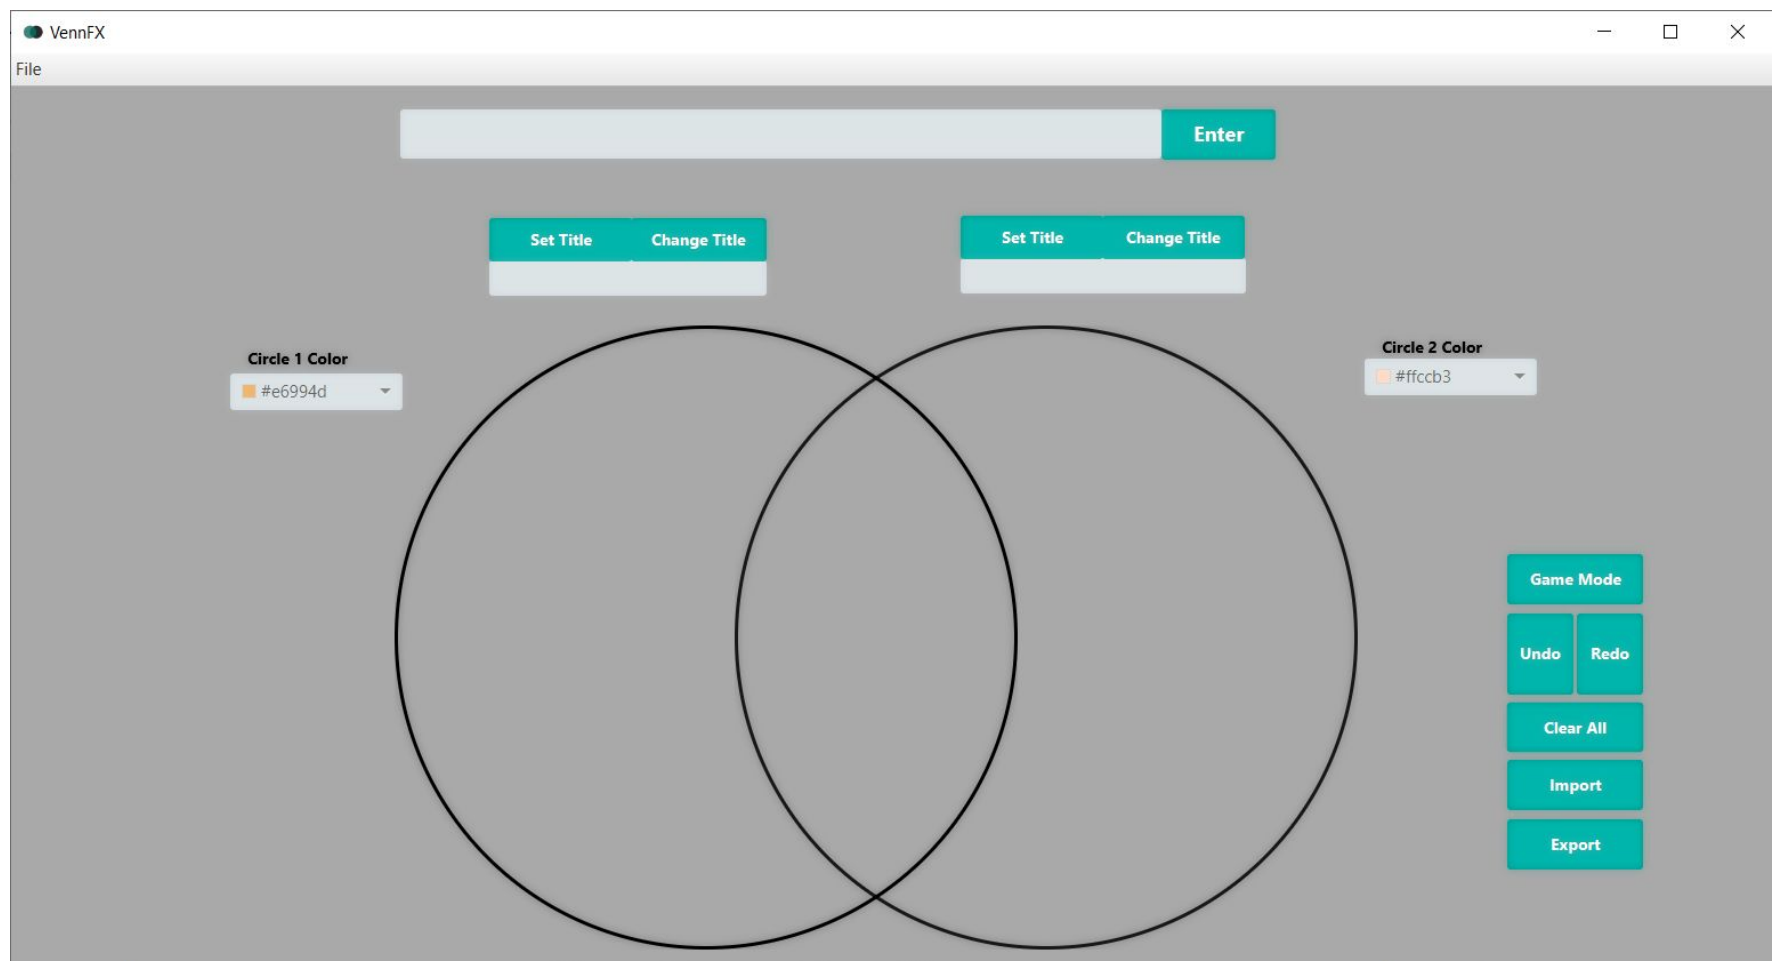 VennFX
File
Enter
Set Title Change Title
Set Title Change Title
Circle 1 Color
#e6994d
Circle 2 Color
#ffccb3
Game Mode
Undo Redo
Clear All
Import
Export